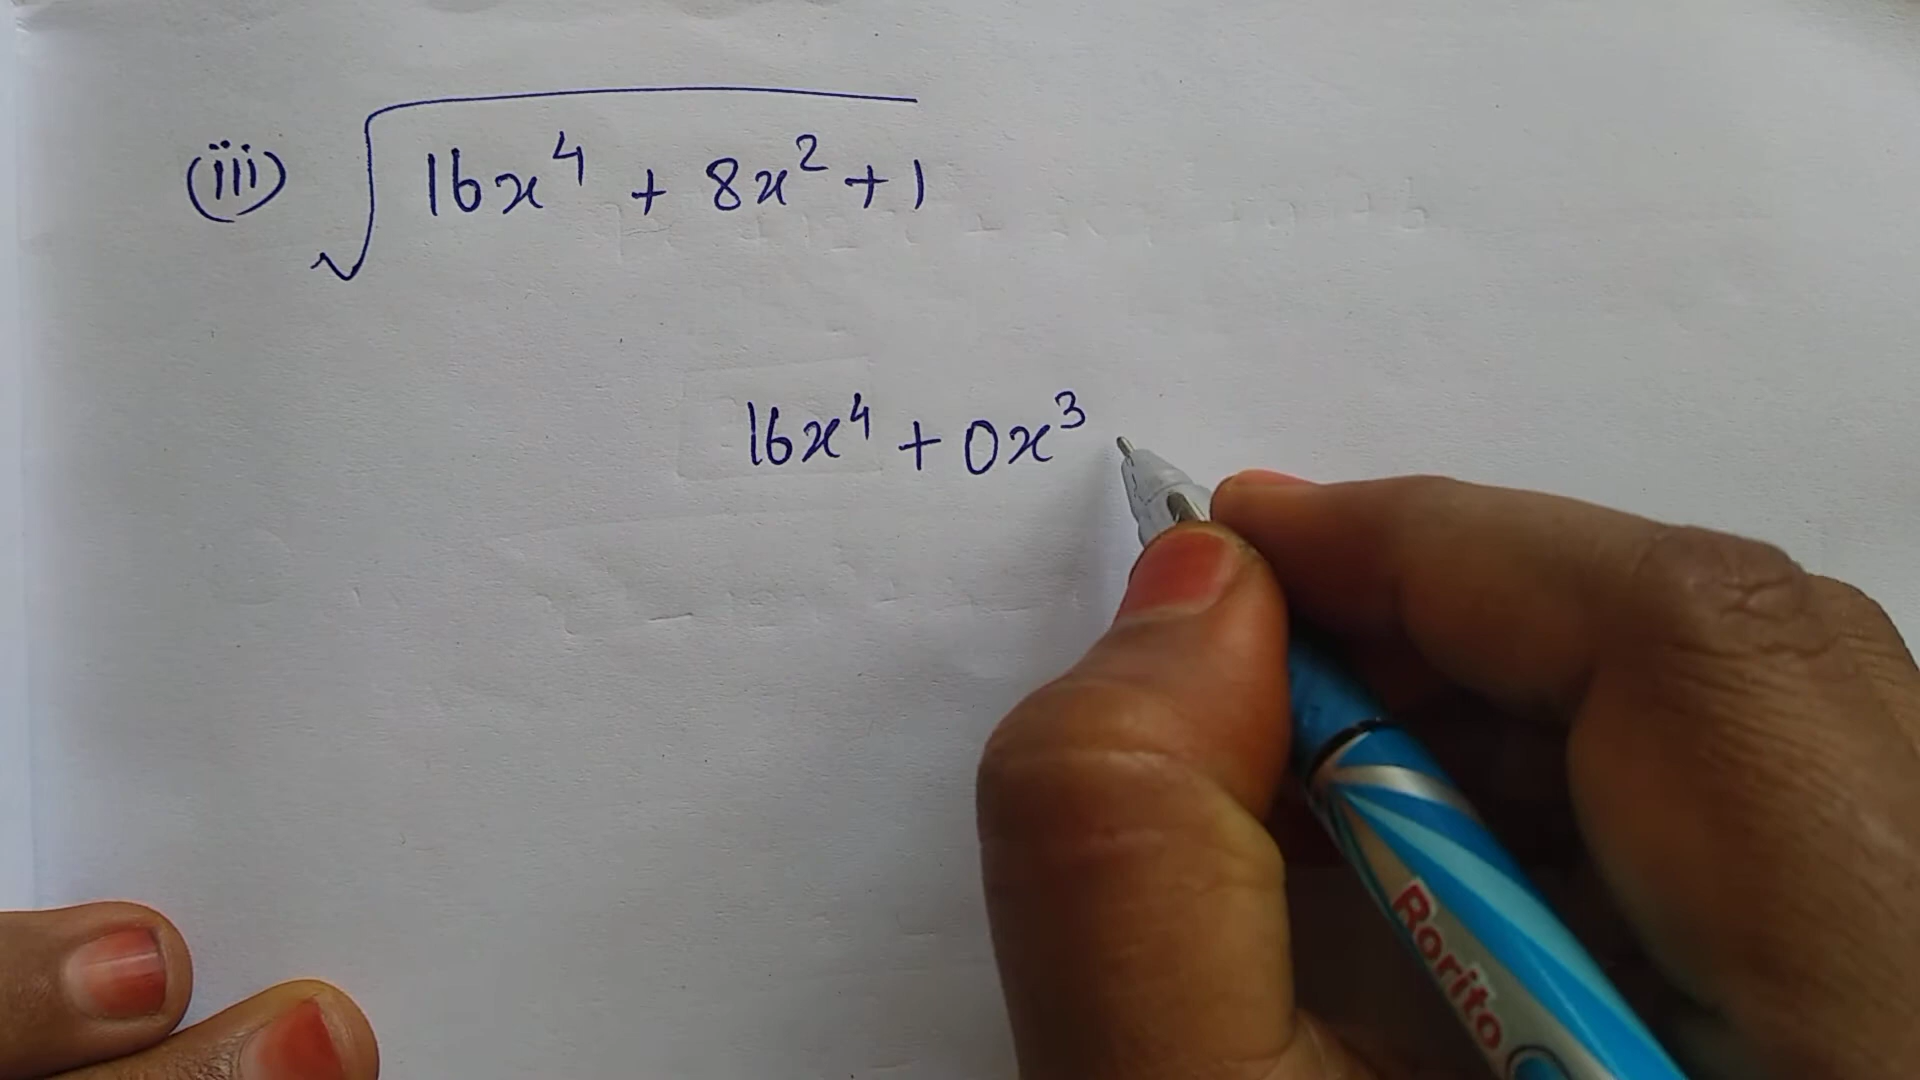 (iii) √16x⁴ + 8x² + 1
16x⁴ + 0x³
Rorito